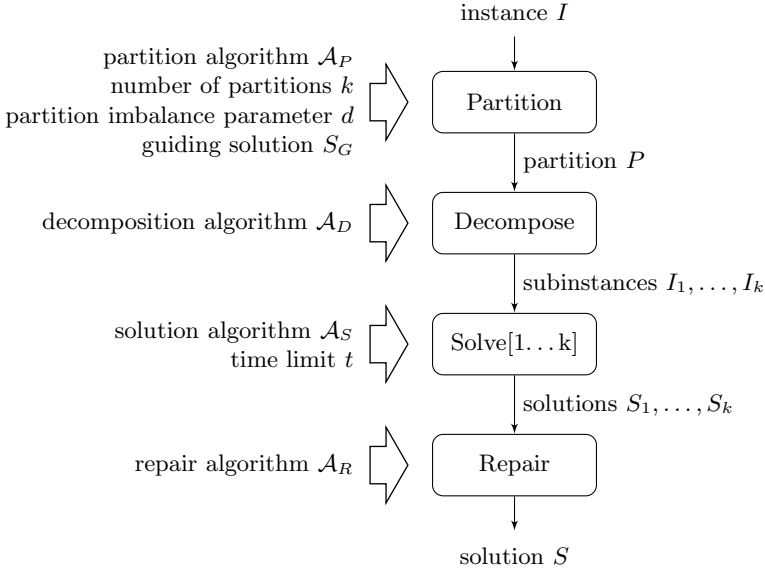 instance I
partition algorithm 𝒜_P
number of partitions k
partition imbalance parameter d
guiding solution S_G
Partition
partition P
decomposition algorithm 𝒜_D
Decompose
subinstances I_1, . . . , I_k
solution algorithm 𝒜_S
time limit t
Solve[1. . . k]
solutions S_1, . . . , S_k
repair algorithm 𝒜_R
Repair
solution S